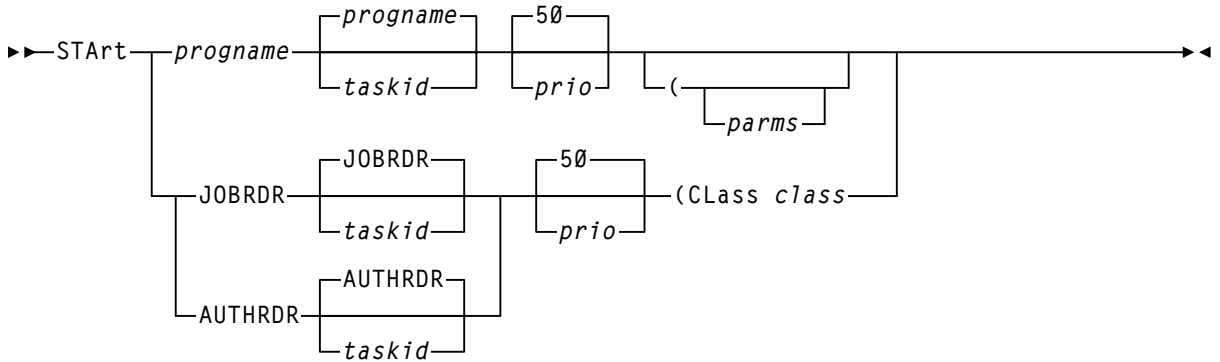 progname 50
STArt progname (
taskid prio
parms
JOBRDR 50
JOBRDR (CLass class
taskid prio
AUTHRDR
AUTHRDR
taskid